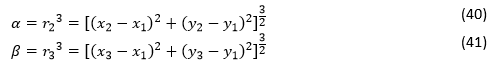 α = r₂³ = [(x₂ − x₁)² + (y₂ − y₁)²]^(3/2) (40)
β = r₃³ = [(x₃ − x₁)² + (y₃ − y₁)²]^(3/2) (41)